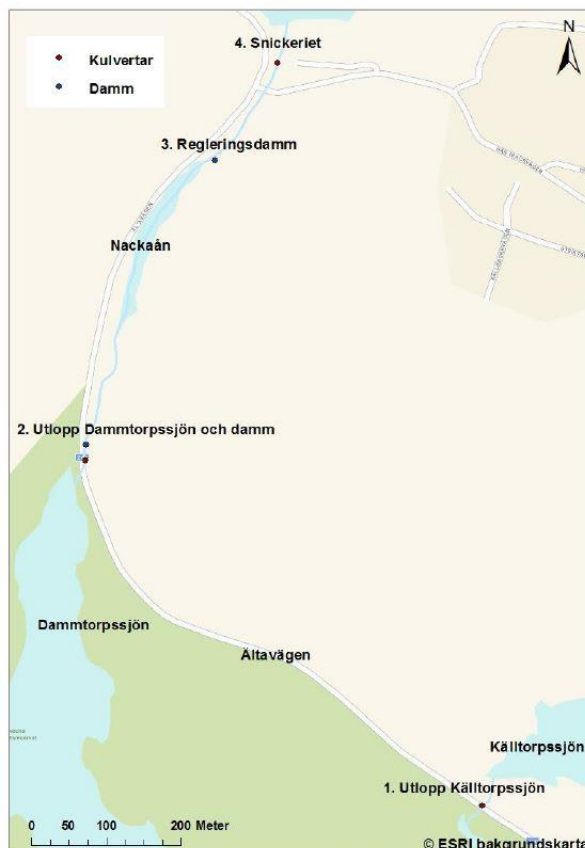 N
Kulvertar
Damm
4. Snickeriet
3. Regleringsdamm
ÄLTAVÄGEN
Nackaån
2. Utlopp Dammtorpssjön och damm
Dammtorpssjön
Ältavägen
Källtorpssjön
1. Utlopp Källtorpssjön
0 50 100 200 Meter
© ESRI bakgrundskarta